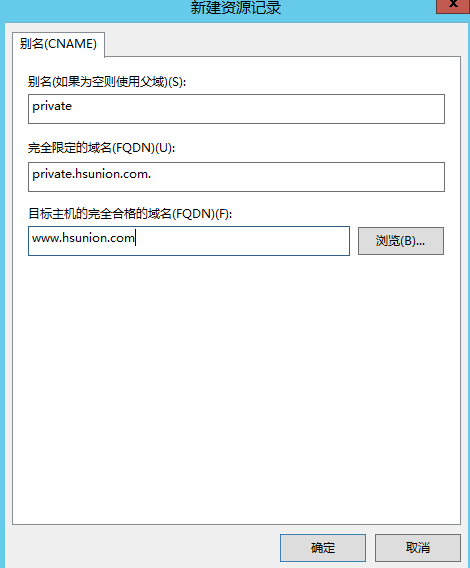 新建资源记录
x
别名(CNAME)
别名(如果为空则使用父域)(S):
private
完全限定的域名(FQDN)(U):
private.hsunion.com.
目标主机的完全合格的域名(FQDN)(F):
www.hsunion.com
浏览(B)...
确定
取消